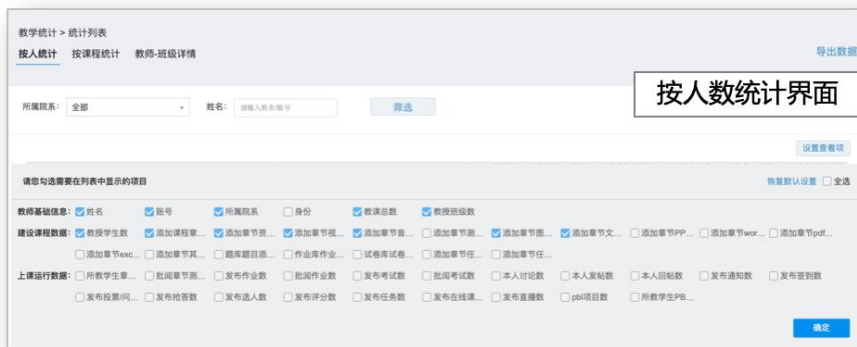 教学统计 > 统计列表
按人统计 按课程统计 教师-班级详情 导出数据
按人数统计界面
所属院系： 全部 姓名： 请输入姓名/账号 筛选
设置查看项
请您勾选需要在列表中显示的项目 恢复默认设置 全选
教师基础信息： 姓名 账号 所属院系 身份 教课总数 教授班级数
建设课程数据： 教授学生数 添加课程章... 添加章节资... 添加章节视... 添加章节音... 添加章节测... 添加章节图... 添加章节文... 添加章节PP... 添加章节wor... 添加章节pdf...
添加章节exc... 添加章节其... 题库题目添... 作业库作业... 试卷库试卷... 添加章节任... 添加章节任...
上课运行数据： 所教学生章... 批阅章节测... 发布作业数 批阅作业数 发布考试数 批阅考试数 本人讨论数 本人发帖数 本人回帖数 发布通知数 发布签到数
发布投票/问... 发布抢答数 发布选人数 发布评分数 发布任务数 发布在线课... 发布直播数 pbl项目数 所教学生PB...
确定